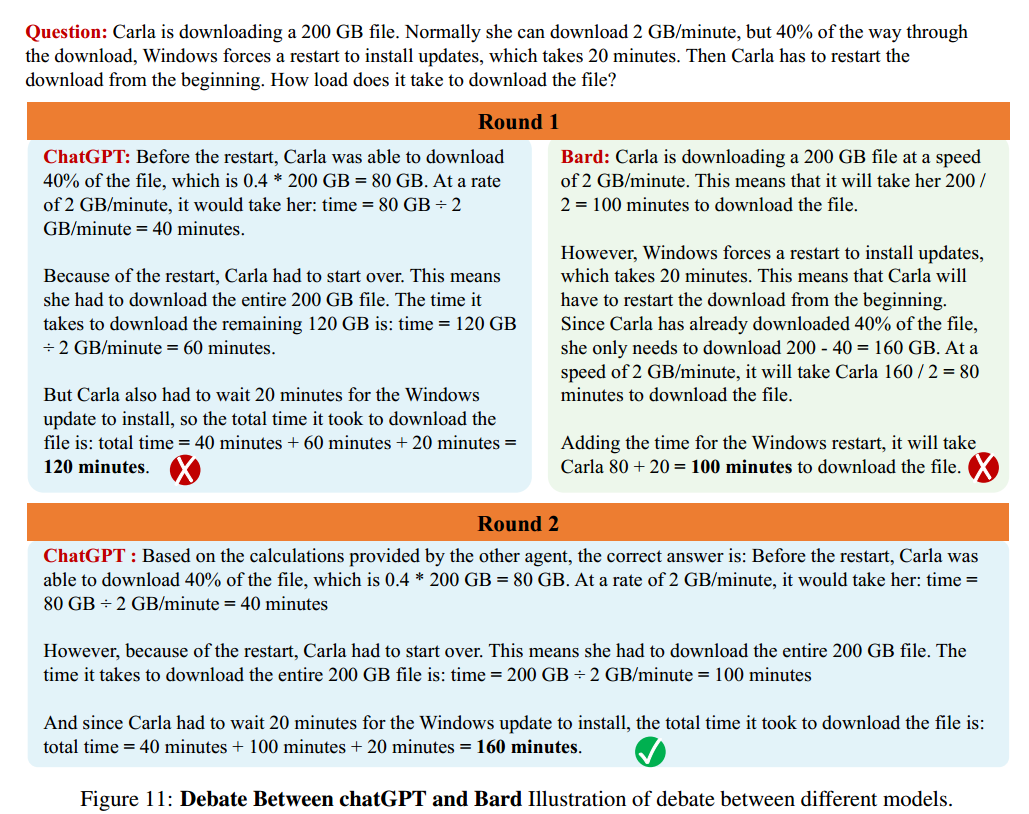 Question: Carla is downloading a 200 GB file. Normally she can download 2 GB/minute, but 40% of the way through
the download, Windows forces a restart to install updates, which takes 20 minutes. Then Carla has to restart the
download from the beginning. How load does it take to download the file?
Round 1
ChatGPT: Before the restart, Carla was able to download
40% of the file, which is 0.4 * 200 GB = 80 GB. At a rate
of 2 GB/minute, it would take her: time = 80 GB ÷ 2
GB/minute = 40 minutes.
Because of the restart, Carla had to start over. This means
she had to download the entire 200 GB file. The time it
takes to download the remaining 120 GB is: time = 120 GB
÷ 2 GB/minute = 60 minutes.
But Carla also had to wait 20 minutes for the Windows
update to install, so the total time it took to download the
file is: total time = 40 minutes + 60 minutes + 20 minutes =
120 minutes.
Bard: Carla is downloading a 200 GB file at a speed
of 2 GB/minute. This means that it will take her 200 /
2 = 100 minutes to download the file.
However, Windows forces a restart to install updates,
which takes 20 minutes. This means that Carla will
have to restart the download from the beginning.
Since Carla has already downloaded 40% of the file,
she only needs to download 200 - 40 = 160 GB. At a
speed of 2 GB/minute, it will take Carla 160 / 2 = 80
minutes to download the file.
Adding the time for the Windows restart, it will take
Carla 80 + 20 = 100 minutes to download the file.
Round 2
ChatGPT : Based on the calculations provided by the other agent, the correct answer is: Before the restart, Carla was
able to download 40% of the file, which is 0.4 * 200 GB = 80 GB. At a rate of 2 GB/minute, it would take her: time =
80 GB ÷ 2 GB/minute = 40 minutes
However, because of the restart, Carla had to start over. This means she had to download the entire 200 GB file. The
time it takes to download the entire 200 GB file is: time = 200 GB ÷ 2 GB/minute = 100 minutes
And since Carla had to wait 20 minutes for the Windows update to install, the total time it took to download the file is:
total time = 40 minutes + 100 minutes + 20 minutes = 160 minutes.
Figure 11: Debate Between chatGPT and Bard Illustration of debate between different models.